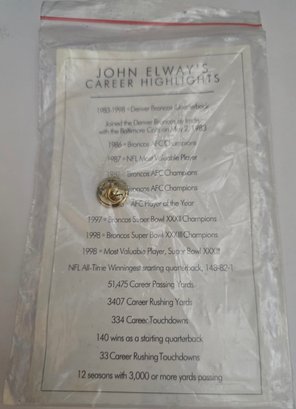 JOHN ELWAY'S
CAREER HIGHLIGHTS
1983-1998 - Denver Broncos Quarterback
Joined the Denver Broncos by trade
with the Baltimore Colts on May 2, 1983
1986 - Broncos AFC Champions
1987 - NFL Most Valuable Player
Broncos AFC Champions
AFC Champions
AFC Player of the Year
1997 - Broncos Super Bowl XXXII Champions
1998 - Broncos Super Bowl XXXIII Champions
1998 - Most Valuable Player, Super Bowl XXXIII
NFL All-Time Winningest starting quarterback, 148-82-1
51,475 Career Passing Yards
3407 Career Rushing Yards
334 Career Touchdowns
140 wins as a starting quarterback
33 Career Rushing Touchdowns
12 seasons with 3,000 or more yards passing